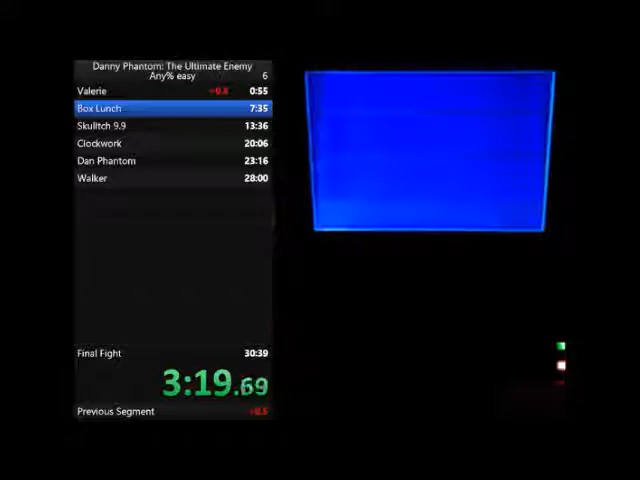 Danny Phantom: The Ultimate Enemy
Any% easy 6
Valerie +0.8 0:55
Box Lunch 7:35
Skulltch 9.9 13:36
Clockwork 20:06
Dan Phantom 23:16
Walker 28:00
Final Fight 30:39
3:19.69
Previous Segment +0.5